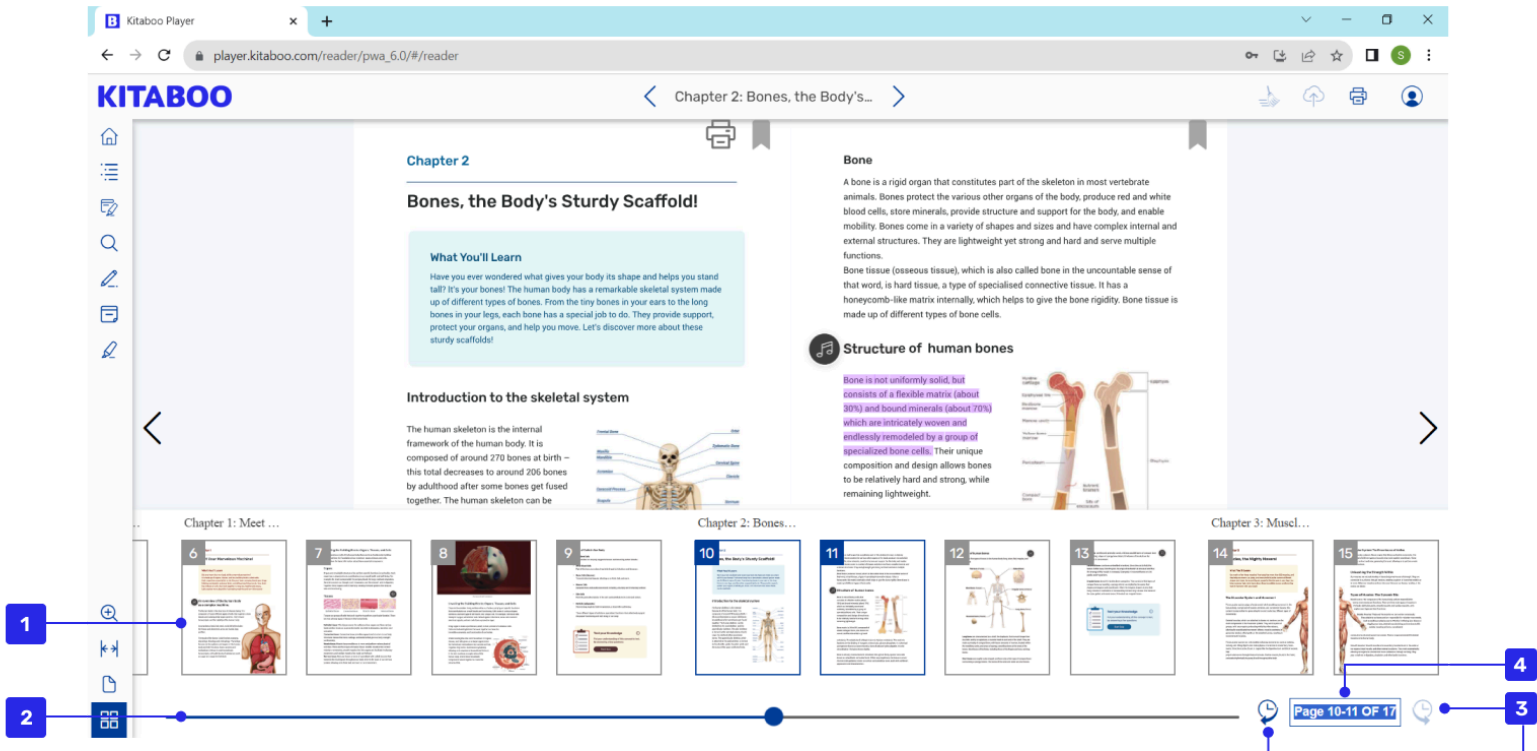 Kitaboo Player
player.kitaboo.com/reader/pwa_6.0/#/reader
S
KITABOO
Chapter 2: Bones, the Body's...
Chapter 2
Bones, the Body's Sturdy Scaffold!
What You'll Learn
Have you ever wondered what gives your body its shape and helps you stand
tall? It's your bones! The human body has a remarkable skeletal system made
up of different types of bones. From the tiny bones in your ears to the long
bones in your legs, each bone has a special job to do. They provide support,
protect your organs, and help you move. Let's discover more about these
sturdy scaffolds!
Introduction to the skeletal system
The human skeleton is the internal
framework of the human body. It is
composed of around 270 bones at birth –
this total decreases to around 206 bones
by adulthood after some bones get fused
together. The human skeleton can be
Bone
A bone is a rigid organ that constitutes part of the skeleton in most vertebrate
animals. Bones protect the various other organs of the body, produce red and white
blood cells, store minerals, provide structure and support for the body, and enable
mobility. Bones come in a variety of shapes and sizes and have complex internal and
external structures. They are lightweight yet strong and hard and serve multiple
functions.
Bone tissue (osseous tissue), which is also called bone in the uncountable sense of
that word, is hard tissue, a type of specialised connective tissue. It has a
honeycomb-like matrix internally, which helps to give the bone rigidity. Bone tissue is
made up of different types of bone cells.
Structure of human bones
Bone is not uniformly solid, but
consists of a flexible matrix (about
30%) and bound minerals (about 70%)
which are intricately woven and
endlessly remodeled by a group of
specialized bone cells. Their unique
composition and design allows bones
to be relatively hard and strong, while
remaining lightweight.
Chapter 1: Meet ...
Chapter 2: Bones...
Chapter 3: Muscl...
6
7
8
9
10
11
12
13
14
15
1
2
4
Page 10-11 OF 17
3